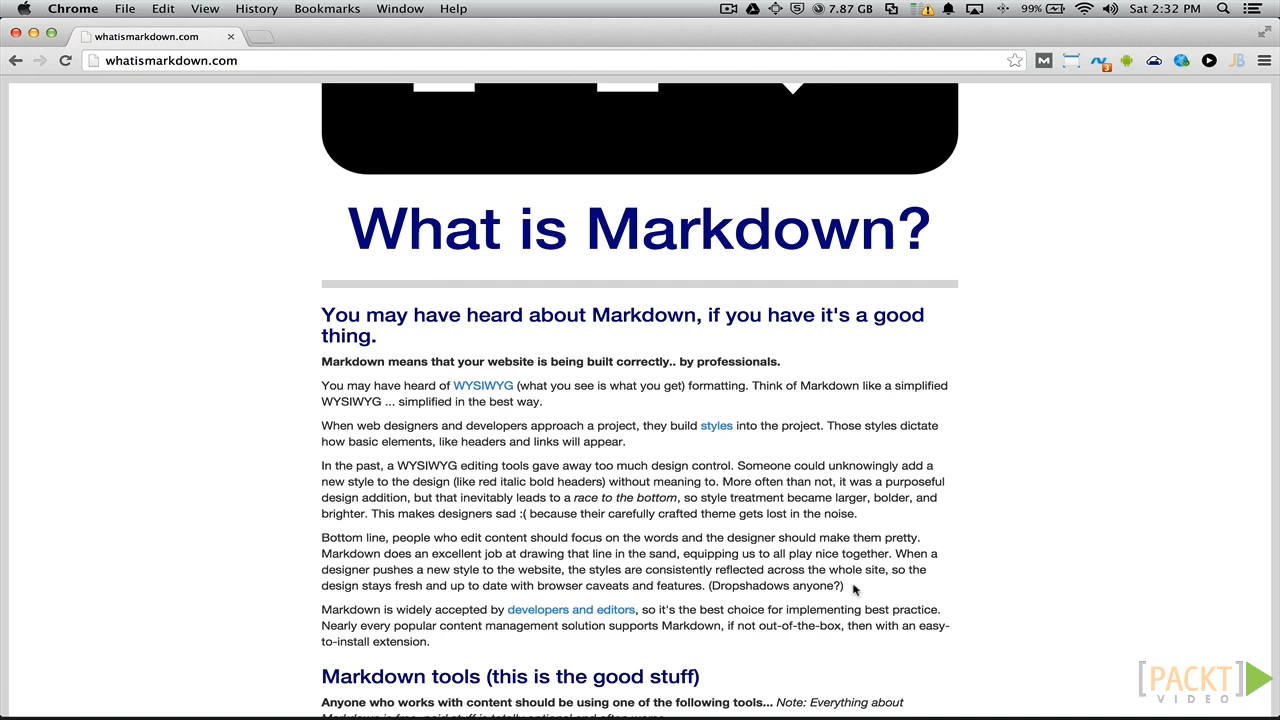 Chrome File Edit View History Bookmarks Window Help 7.87 GB 99% Sat 2:32 PM
whatismarkdown.com
whatismarkdown.com
3 JB
What is Markdown?
You may have heard about Markdown, if you have it's a good
thing.
Markdown means that your website is being built correctly.. by professionals.
You may have heard of WYSIWYG (what you see is what you get) formatting. Think of Markdown like a simplified
WYSIWYG ... simplified in the best way.
When web designers and developers approach a project, they build styles into the project. Those styles dictate
how basic elements, like headers and links will appear.
In the past, a WYSIWYG editing tools gave away too much design control. Someone could unknowingly add a
new style to the design (like red italic bold headers) without meaning to. More often than not, it was a purposeful
design addition, but that inevitably leads to a race to the bottom, so style treatment became larger, bolder, and
brighter. This makes designers sad :( because their carefully crafted theme gets lost in the noise.
Bottom line, people who edit content should focus on the words and the designer should make them pretty.
Markdown does an excellent job at drawing that line in the sand, equipping us to all play nice together. When a
designer pushes a new style to the website, the styles are consistently reflected across the whole site, so the
design stays fresh and up to date with browser caveats and features. (Dropshadows anyone?)
Markdown is widely accepted by developers and editors, so it's the best choice for implementing best practice.
Nearly every popular content management solution supports Markdown, if not out-of-the-box, then with an easy-
to-install extension.
Markdown tools (this is the good stuff)
Anyone who works with content should be using one of the following tools... Note: Everything about
[PACKT]
VIDEO